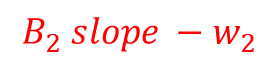 B₂ slope − w₂